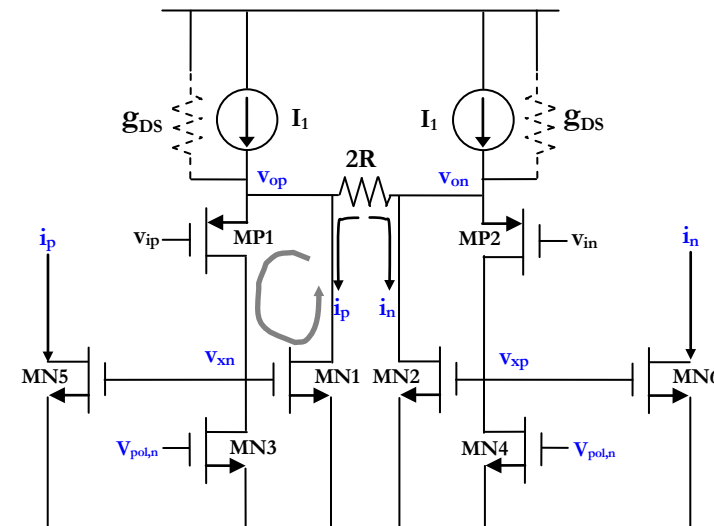 gDS
I1
I1
gDS
2R
vop
von
ip
vip
MP1
MP2
vin
in
ip
in
vxn
vxp
MN5
MN1
MN2
MN6
Vpol,n
MN3
MN4
Vpol,n